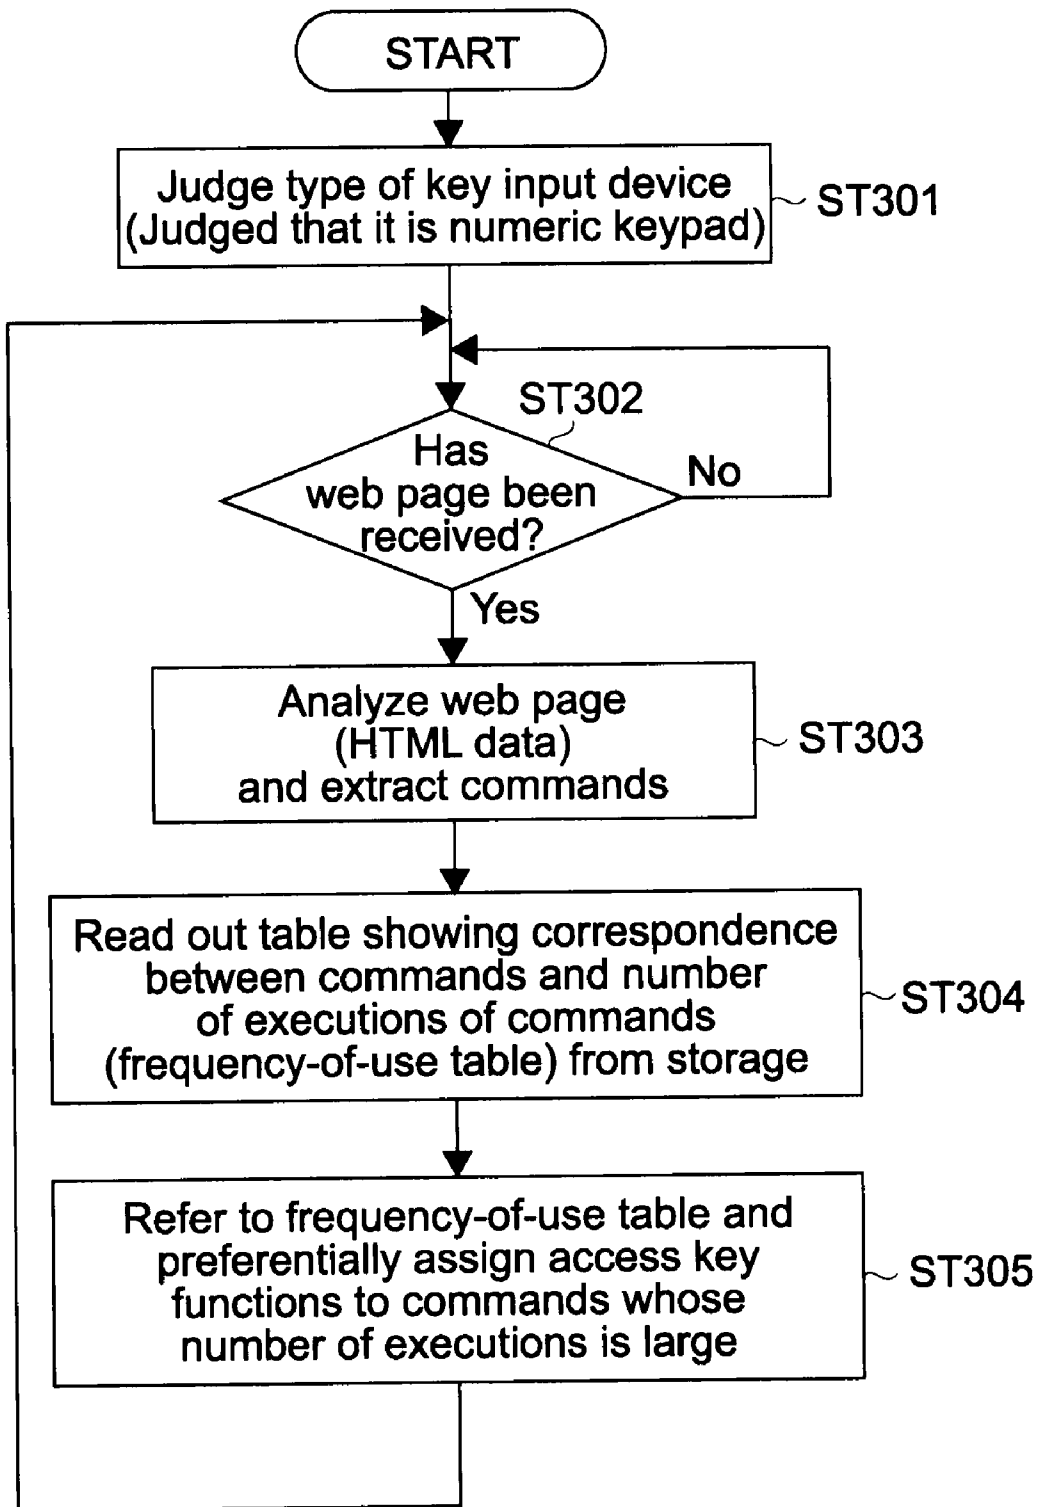 START
Judge type of key input device
(Judged that it is numeric keypad)
ST301
ST302
Has
web page been
received?
No
Yes
Analyze web page
(HTML data)
and extract commands
ST303
Read out table showing correspondence
between commands and number
of executions of commands
(frequency-of-use table) from storage
ST304
Refer to frequency-of-use table and
preferentially assign access key
functions to commands whose
number of executions is large
ST305